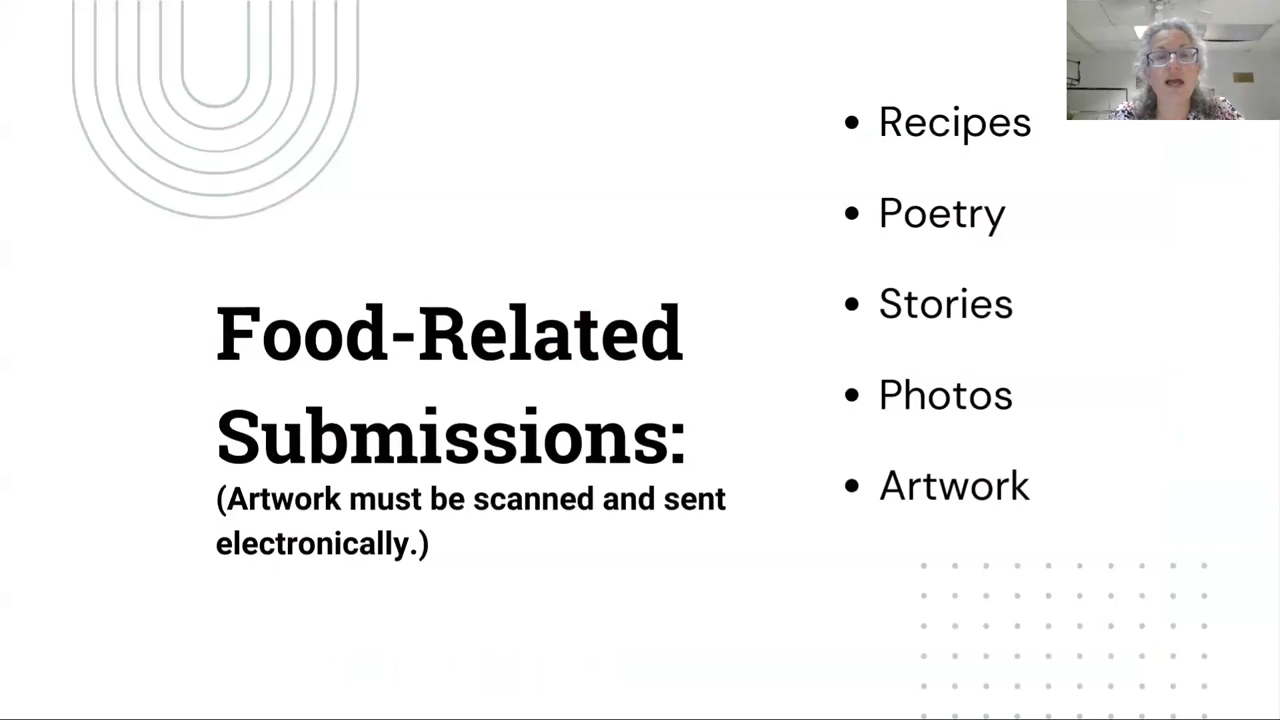 Food-Related
Submissions:
(Artwork must be scanned and sent
electronically.)
• Recipes
• Poetry
• Stories
• Photos
• Artwork